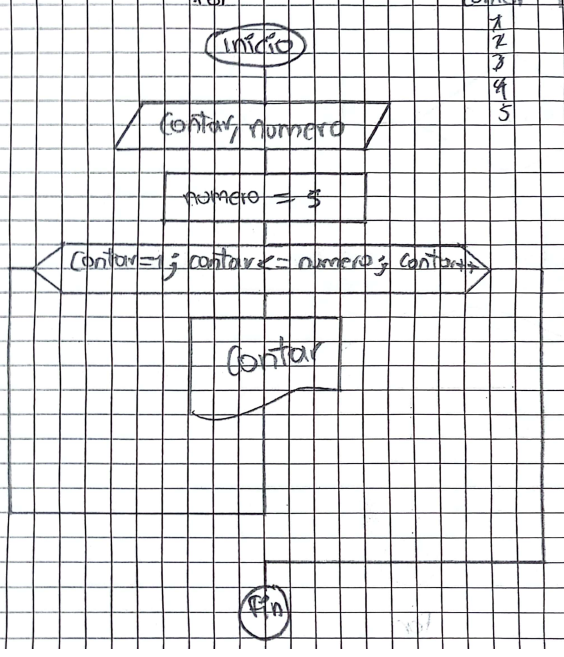 inicio
1
2
3
4
5
contar, numero
numero = 5
contar=1; contar<= numero; contar++
contar
Fin